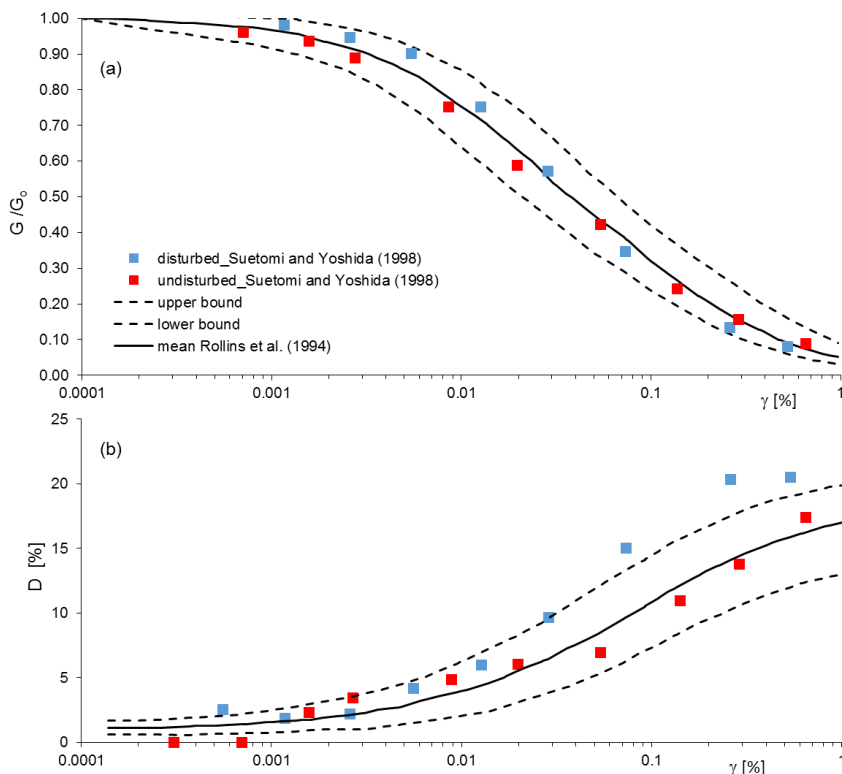 1.00
0.90
0.80
0.70
0.60
0.50
0.40
0.30
0.20
0.10
0.00
G /Go
(a)
disturbed_Suetomi and Yoshida (1998)
undisturbed_Suetomi and Yoshida (1998)
upper bound
lower bound
mean Rollins et al. (1994)
0.0001 0.001 0.01 0.1 1
γ [%]
25
20
15
10
5
0
D [%]
(b)
0.0001 0.001 0.01 0.1 1
γ [%]